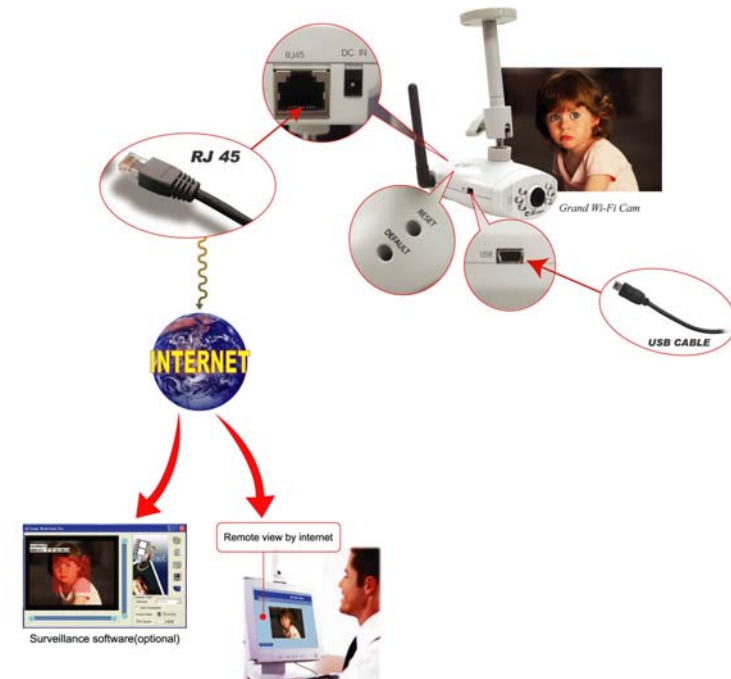 RJ45
DC IN
RJ 45
RESET
DEFAULT
USB
Grand Wi-Fi Cam
USB CABLE
INTERNET
Remote view by internet
Surveillance software(optional)